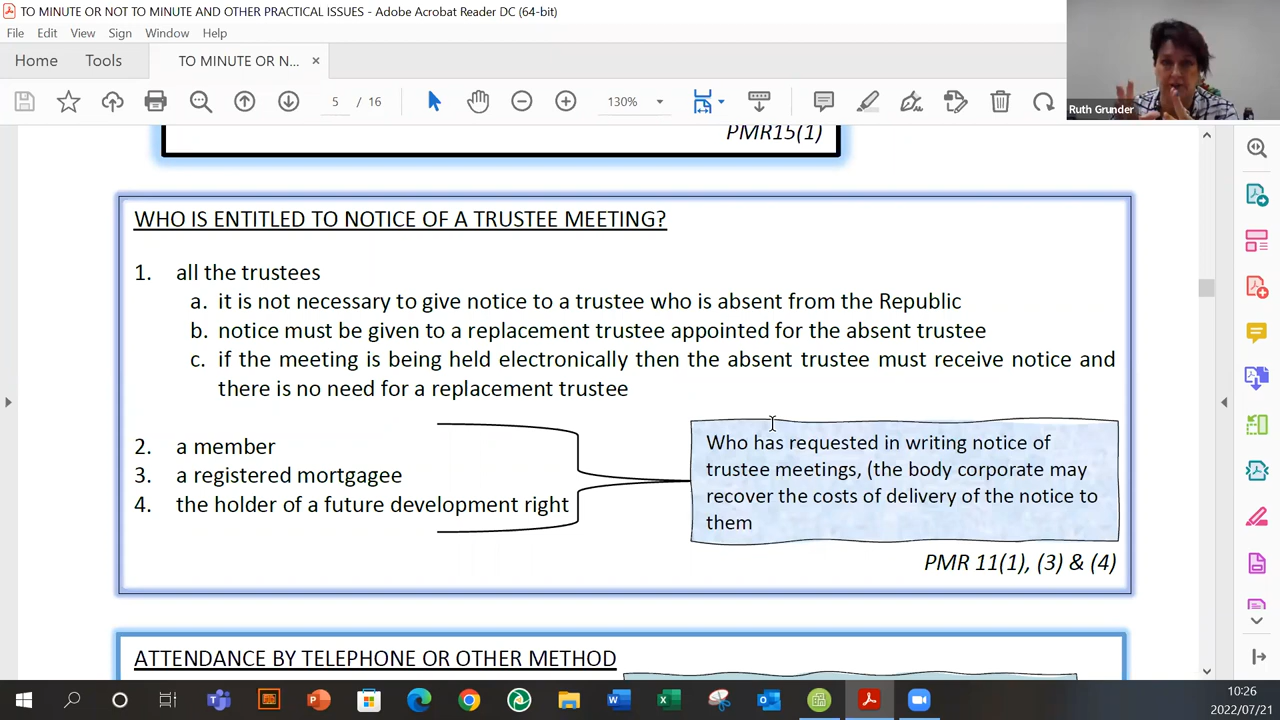 TO MINUTE OR NOT TO MINUTE AND OTHER PRACTICAL ISSUES - Adobe Acrobat Reader DC (64-bit)
File Edit View Sign Window Help
Home Tools TO MINUTE OR N... ×
5 / 16 130%
Ruth Grunder
PMR15(1)
WHO IS ENTITLED TO NOTICE OF A TRUSTEE MEETING?
1. all the trustees
a. it is not necessary to give notice to a trustee who is absent from the Republic
b. notice must be given to a replacement trustee appointed for the absent trustee
c. if the meeting is being held electronically then the absent trustee must receive notice and
there is no need for a replacement trustee
2. a member
3. a registered mortgagee
4. the holder of a future development right
Who has requested in writing notice of
trustee meetings, (the body corporate may
recover the costs of delivery of the notice to
them
PMR 11(1), (3) & (4)
ATTENDANCE BY TELEPHONE OR OTHER METHOD
10:26
2022/07/21